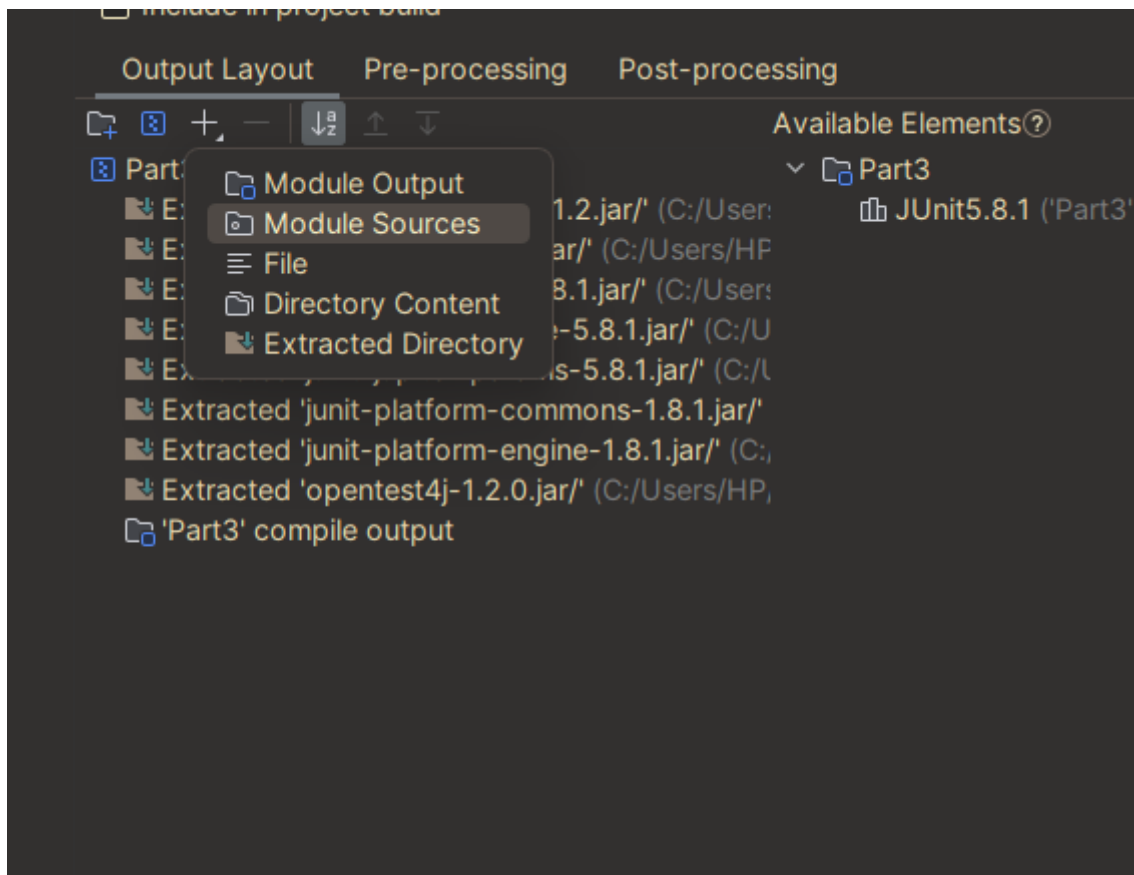 Include in project build
Output Layout Pre-processing Post-processing
Available Elements
Part3
JUnit5.8.1 ('Part3'
Module Output
Module Sources
File
Directory Content
Extracted Directory
1.2.jar/' (C:/User
ar/' (C:/Users/HP
8.1.jar/' (C:/Users
-5.8.1.jar/' (C:/U
s-5.8.1.jar/' (C:/
Extracted 'junit-platform-commons-1.8.1.jar/'
Extracted 'junit-platform-engine-1.8.1.jar/' (C:
Extracted 'opentest4j-1.2.0.jar/' (C:/Users/HP
'Part3' compile output